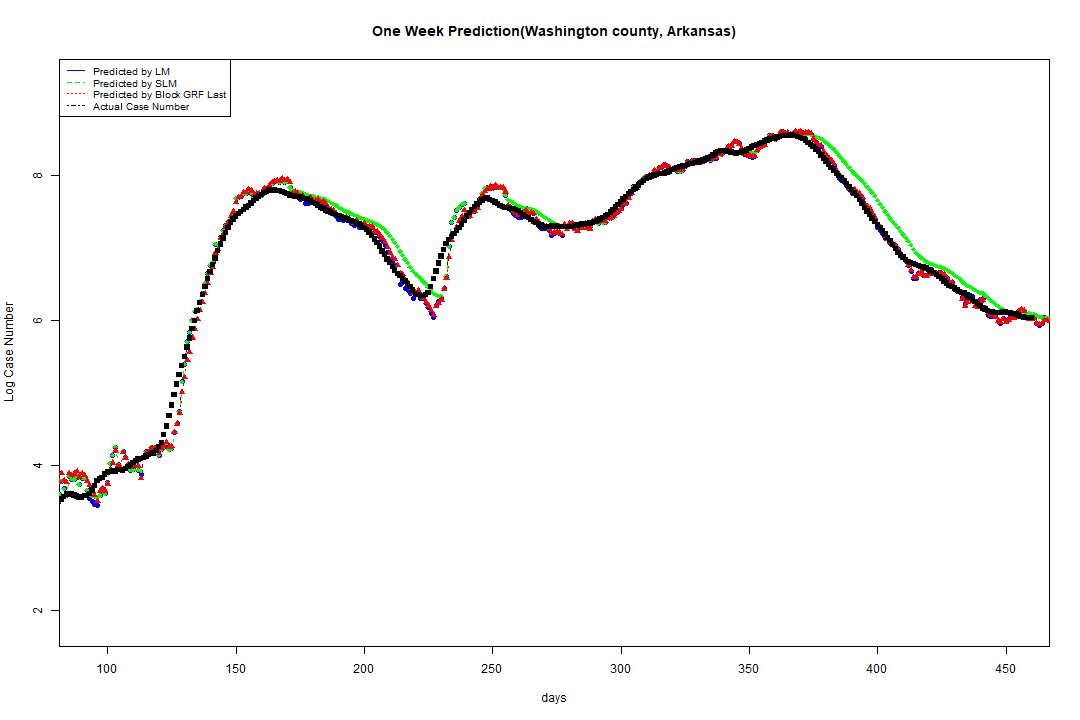 One Week Prediction(Washington county, Arkansas)
Predicted by LM
Predicted by SLM
Predicted by Block GRF Last
Actual Case Number
8
6
4
2
Log Case Number
100 150 200 250 300 350 400 450
days